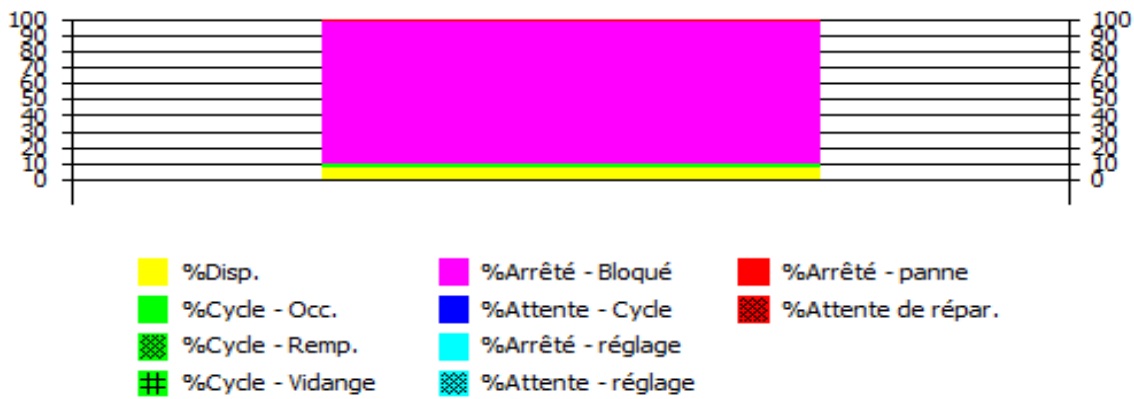 100 100
90 90
80 80
70 70
60 60
50 50
40 40
30 30
20 20
10 10
0 0
%Disp. %Arrêté - Bloqué %Arrêté - panne
%Cycle - Occ. %Attente - Cycle %Attente de répar.
%Cycle - Remp. %Arrêté - réglage
%Cycle - Vidange %Attente - réglage